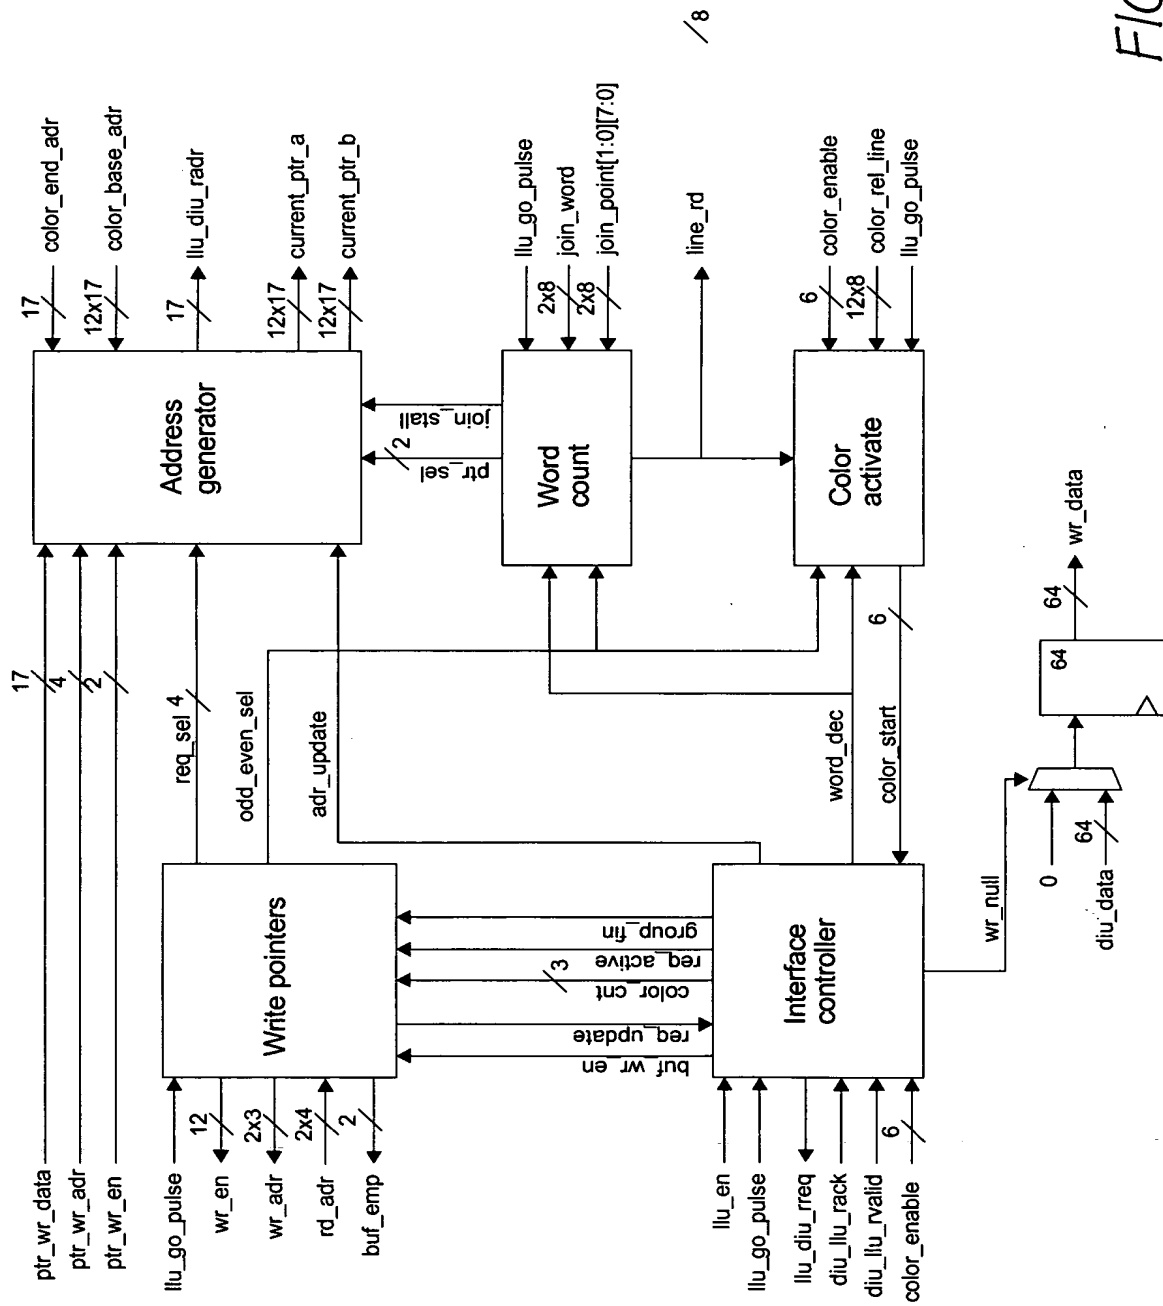 ptr_wr_data
17
ptr_wr_adr
4
ptr_wr_en
2
Address
generator
17
color_end_adr
12x17
color_base_adr
17
llu_diu_radr
12x17
current_ptr_a
12x17
current_ptr_b
req_sel 4
odd_even_sel
adr_update
ptr_sel
2
join_stall
llu_go_pulse
12
wr_en
2x3
wr_adr
2x4
rd_adr
2
buf_emp
Write pointers
buf_wr_en
req_update
color_cnt
3
req_active
group_fin
Word
count
llu_go_pulse
2x8
join_word
2x8
join_point[1:0][7:0]
line_rd
8
llu_en
llu_go_pulse
llu_diu_rreq
diu_llu_rack
diu_llu_rvalid
6
color_enable
Interface
controller
word_dec
color_start
6
Color
activate
6
color_enable
12x8
color_rel_line
llu_go_pulse
wr_null
0
64
diu_data
64
64
wr_data